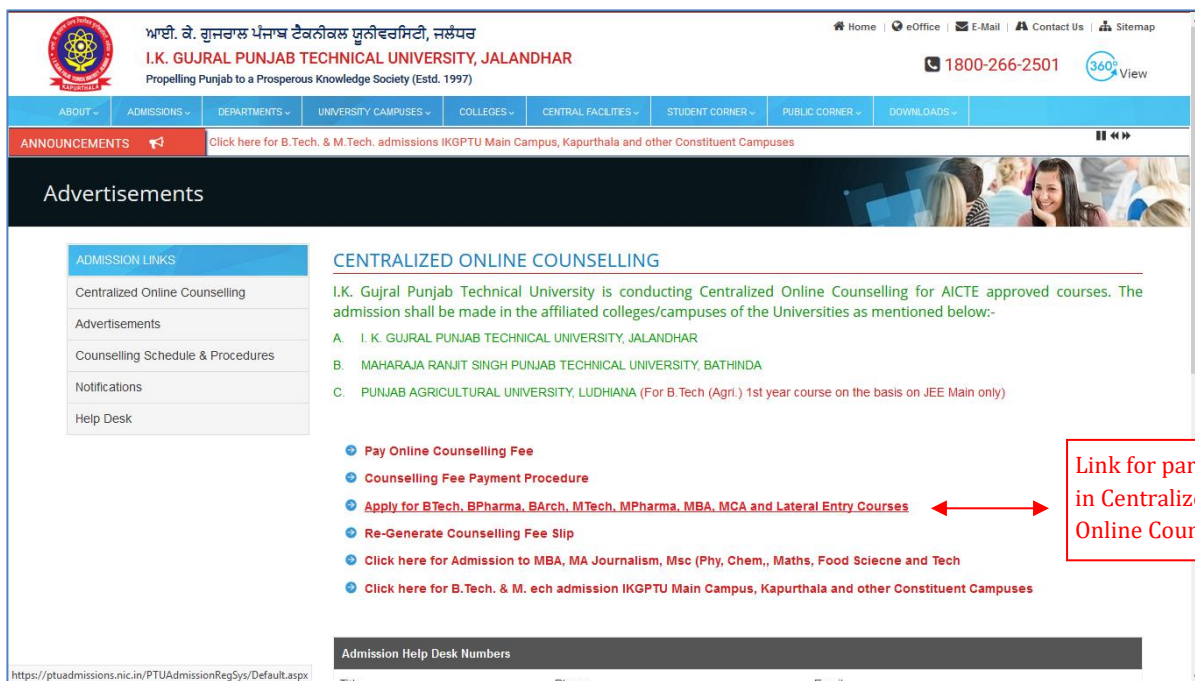 ਆਈ. ਕੇ. ਗੁਜਰਾਲ ਪੰਜਾਬ ਟੈਕਨੀਕਲ ਯੂਨੀਵਰਸਿਟੀ, ਜਲੰਧਰ
I.K. GUJRAL PUNJAB TECHNICAL UNIVERSITY, JALANDHAR
Propelling Punjab to a Prosperous Knowledge Society (Estd. 1997)
Home | eOffice | E-Mail | Contact Us | Sitemap
1800-266-2501 360° View
KAPURTHALA
ABOUT ADMISSIONS DEPARTMENTS UNIVERSITY CAMPUSES COLLEGES CENTRAL FACILITIES STUDENT CORNER PUBLIC CORNER DOWNLOADS
ANNOUNCEMENTS Click here for B.Tech. & M.Tech. admissions IKGPTU Main Campus, Kapurthala and other Constituent Campuses
Advertisements
ADMISSION LINKS
Centralized Online Counselling
Advertisements
Counselling Schedule & Procedures
Notifications
Help Desk
CENTRALIZED ONLINE COUNSELLING
I.K. Gujral Punjab Technical University is conducting Centralized Online Counselling for AICTE approved courses. The
admission shall be made in the affiliated colleges/campuses of the Universities as mentioned below:-
A. I. K. GUJRAL PUNJAB TECHNICAL UNIVERSITY, JALANDHAR
B. MAHARAJA RANJIT SINGH PUNJAB TECHNICAL UNIVERSITY, BATHINDA
C. PUNJAB AGRICULTURAL UNIVERSITY, LUDHIANA (For B.Tech (Agri.) 1st year course on the basis on JEE Main only)
Pay Online Counselling Fee
Counselling Fee Payment Procedure
Apply for BTech, BPharma, BArch, MTech, MPharma, MBA, MCA and Lateral Entry Courses
Re-Generate Counselling Fee Slip
Click here for Admission to MBA, MA Journalism, Msc (Phy, Chem,, Maths, Food Sciecne and Tech
Click here for B.Tech. & M. ech admission IKGPTU Main Campus, Kapurthala and other Constituent Campuses
Link for par
in Centraliz
Online Coun
Admission Help Desk Numbers
https://ptuadmissions.nic.in/PTUAdmissionRegSys/Default.aspx